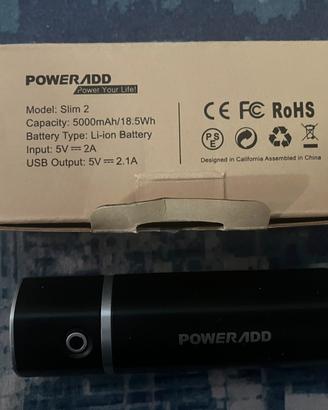 POWERADD
Power Your Life!
Model: Slim 2
Capacity: 5000mAh/18.5Wh
Battery Type: Li-ion Battery
Input: 5V ⎓ 2A
USB Output: 5V ⎓ 2.1A
CE FC RoHS
PSE
Designed in California Assembled in China
POWERADD